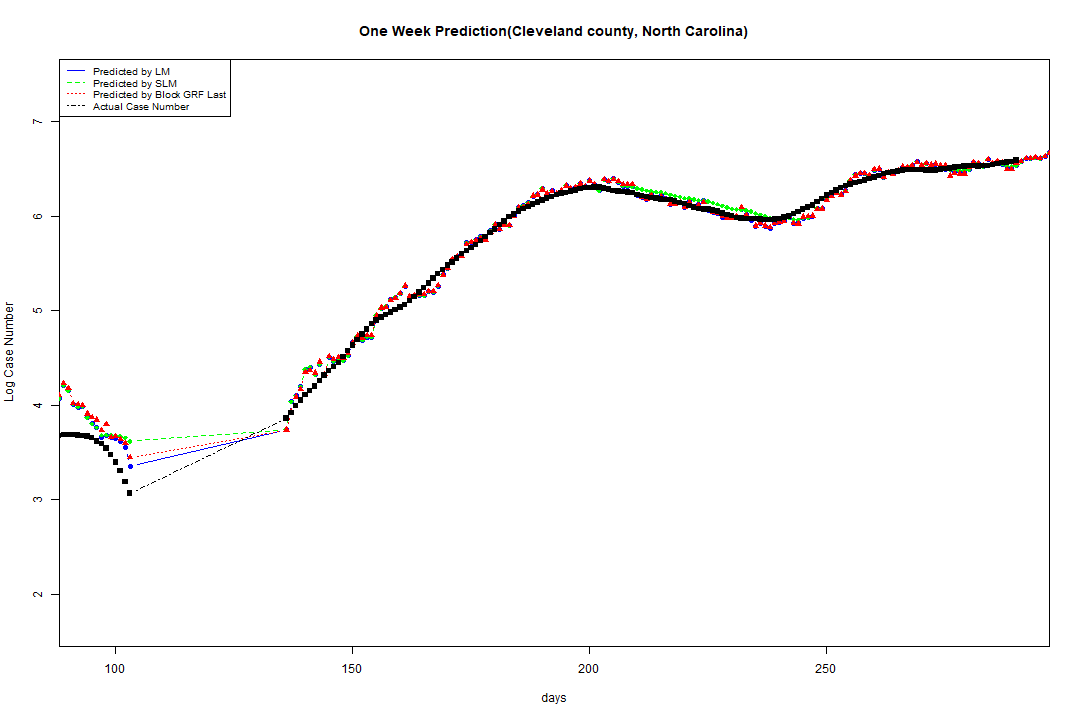 One Week Prediction(Cleveland county, North Carolina)
Predicted by LM
Predicted by SLM
Predicted by Block GRF Last
Actual Case Number
Log Case Number
7
6
5
4
3
2
100
150
200
250
days